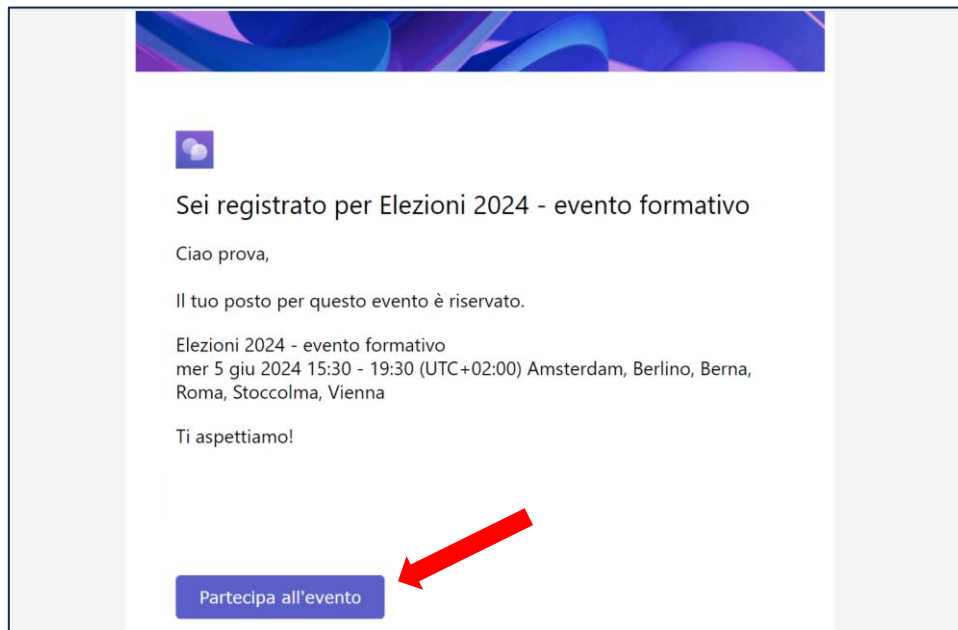 Sei registrato per Elezioni 2024 - evento formativo
Ciao prova,
Il tuo posto per questo evento è riservato.
Elezioni 2024 - evento formativo
mer 5 giu 2024 15:30 - 19:30 (UTC+02:00) Amsterdam, Berlino, Berna,
Roma, Stoccolma, Vienna
Ti aspettiamo!
Partecipa all'evento